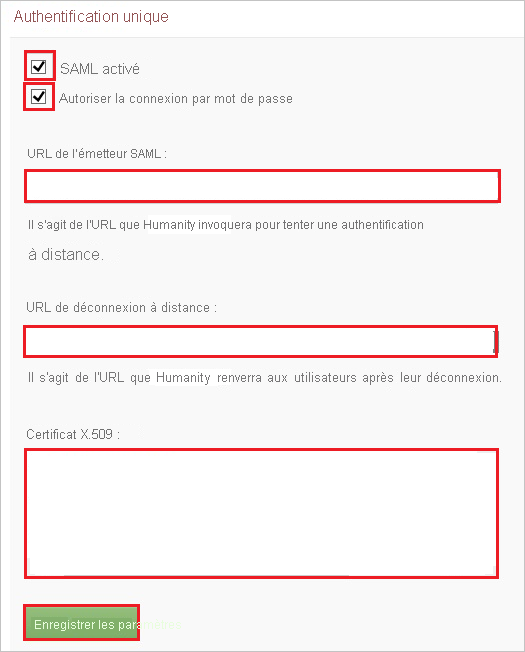 Authentification unique
SAML activé
Autoriser la connexion par mot de passe
URL de l'émetteur SAML :
Il s'agit de l'URL que Humanity invoquera pour tenter une authentification
à distance.
URL de déconnexion à distance :
Il s'agit de l'URL que Humanity renverra aux utilisateurs après leur déconnexion.
Certificat X.509 :
Enregistrer les paramètres